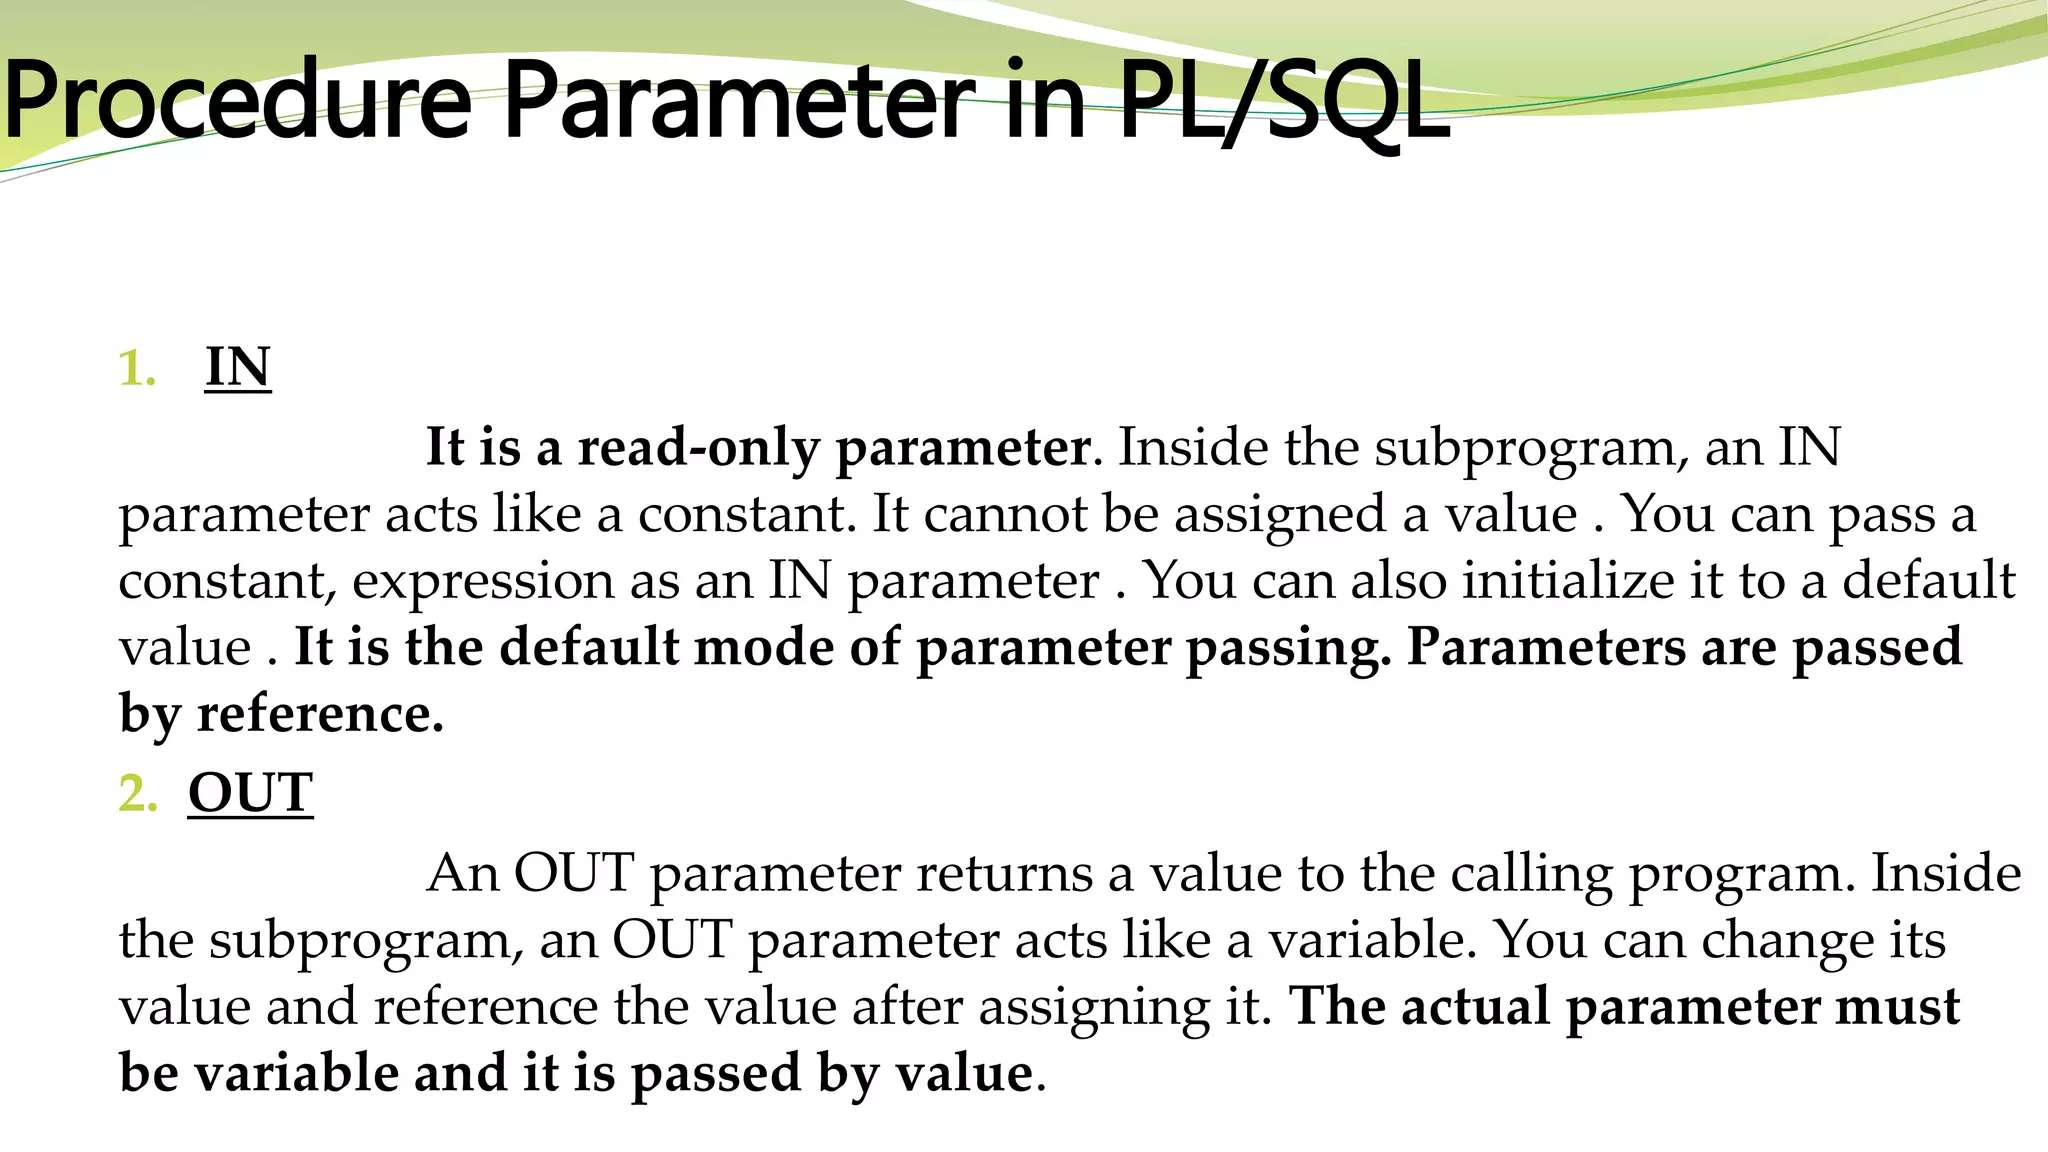 Procedure Parameter in PL/SQL
1. IN
It is a read-only parameter. Inside the subprogram, an IN
parameter acts like a constant. It cannot be assigned a value . You can pass a
constant, expression as an IN parameter . You can also initialize it to a default
value . It is the default mode of parameter passing. Parameters are passed
by reference.
2. OUT
An OUT parameter returns a value to the calling program. Inside
the subprogram, an OUT parameter acts like a variable. You can change its
value and reference the value after assigning it. The actual parameter must
be variable and it is passed by value.